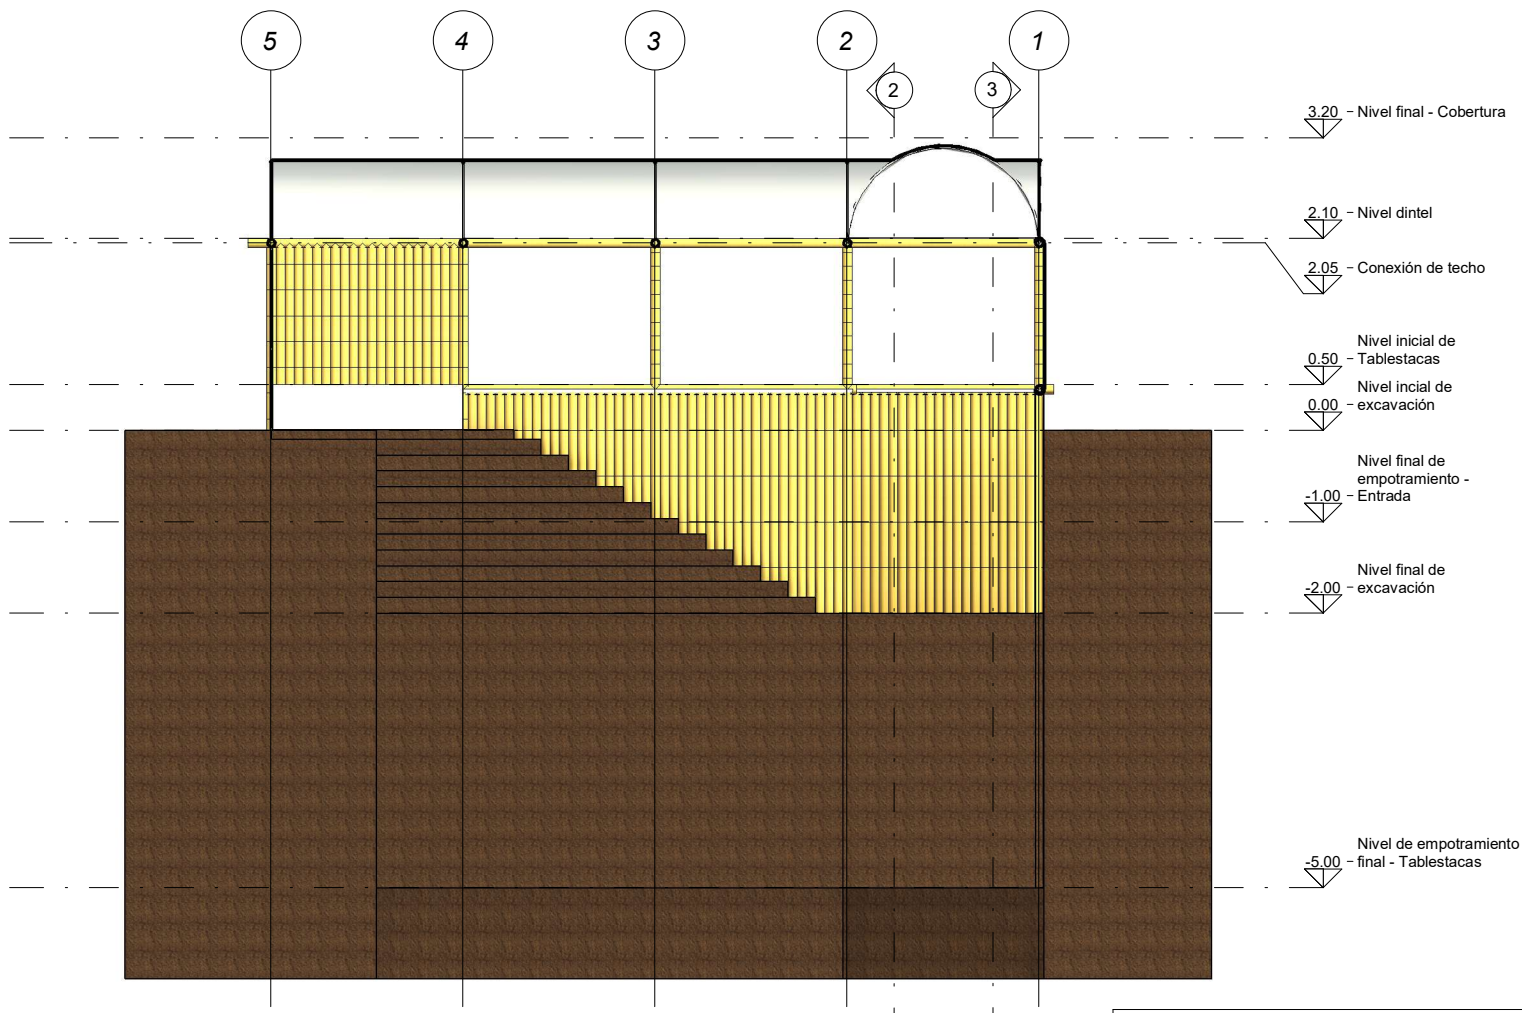 5
4
3
2
1
2
3
3.20
Nivel final - Cobertura
2.10
Nivel dintel
2.05
Conexión de techo
Nivel inicial de
0.50
Tablestacas
Nivel incial de
0.00
excavación
Nivel final de
empotramiento -
-1.00
Entrada
Nivel final de
-2.00
excavación
Nivel de empotramiento
-5.00
final - Tablestacas